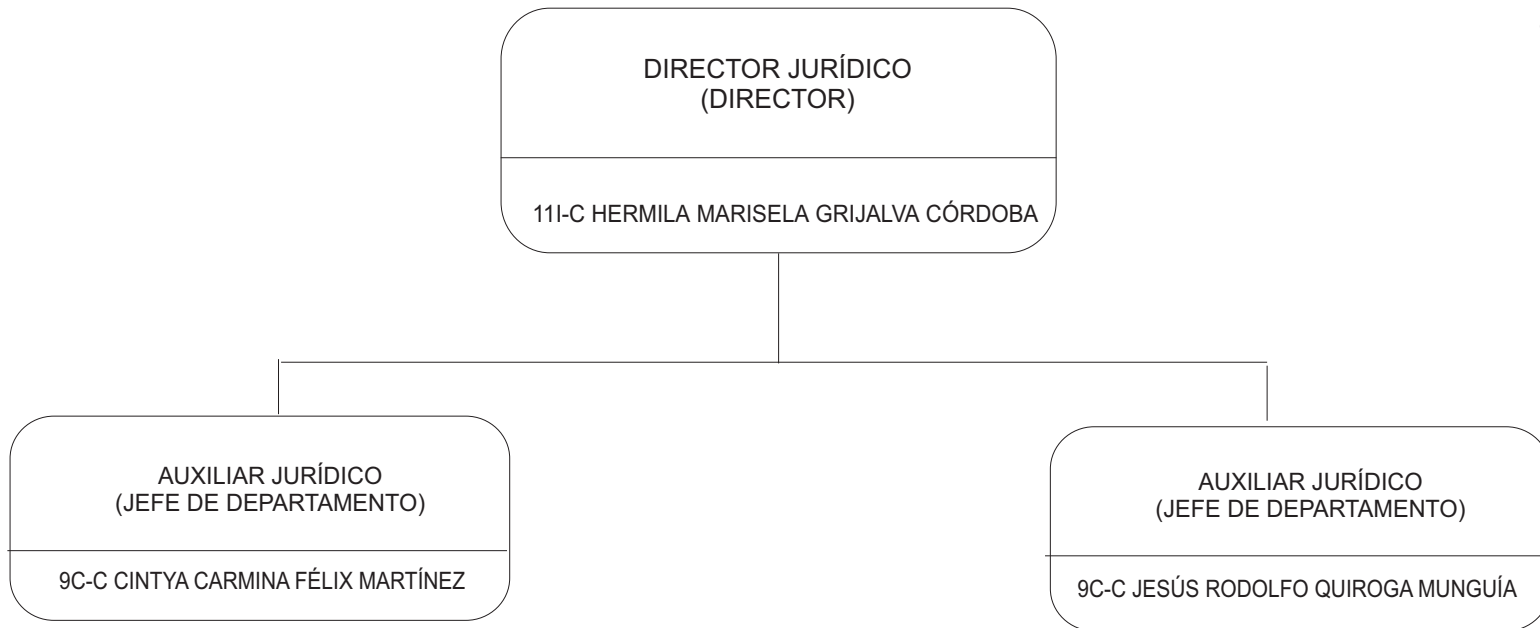 DIRECTOR JURÍDICO
(DIRECTOR)
11I-C HERMILA MARISELA GRIJALVA CÓRDOBA
AUXILIAR JURÍDICO
(JEFE DE DEPARTAMENTO)
9C-C CINTYA CARMINA FÉLIX MARTÍNEZ
AUXILIAR JURÍDICO
(JEFE DE DEPARTAMENTO)
9C-C JESÚS RODOLFO QUIROGA MUNGUÍA